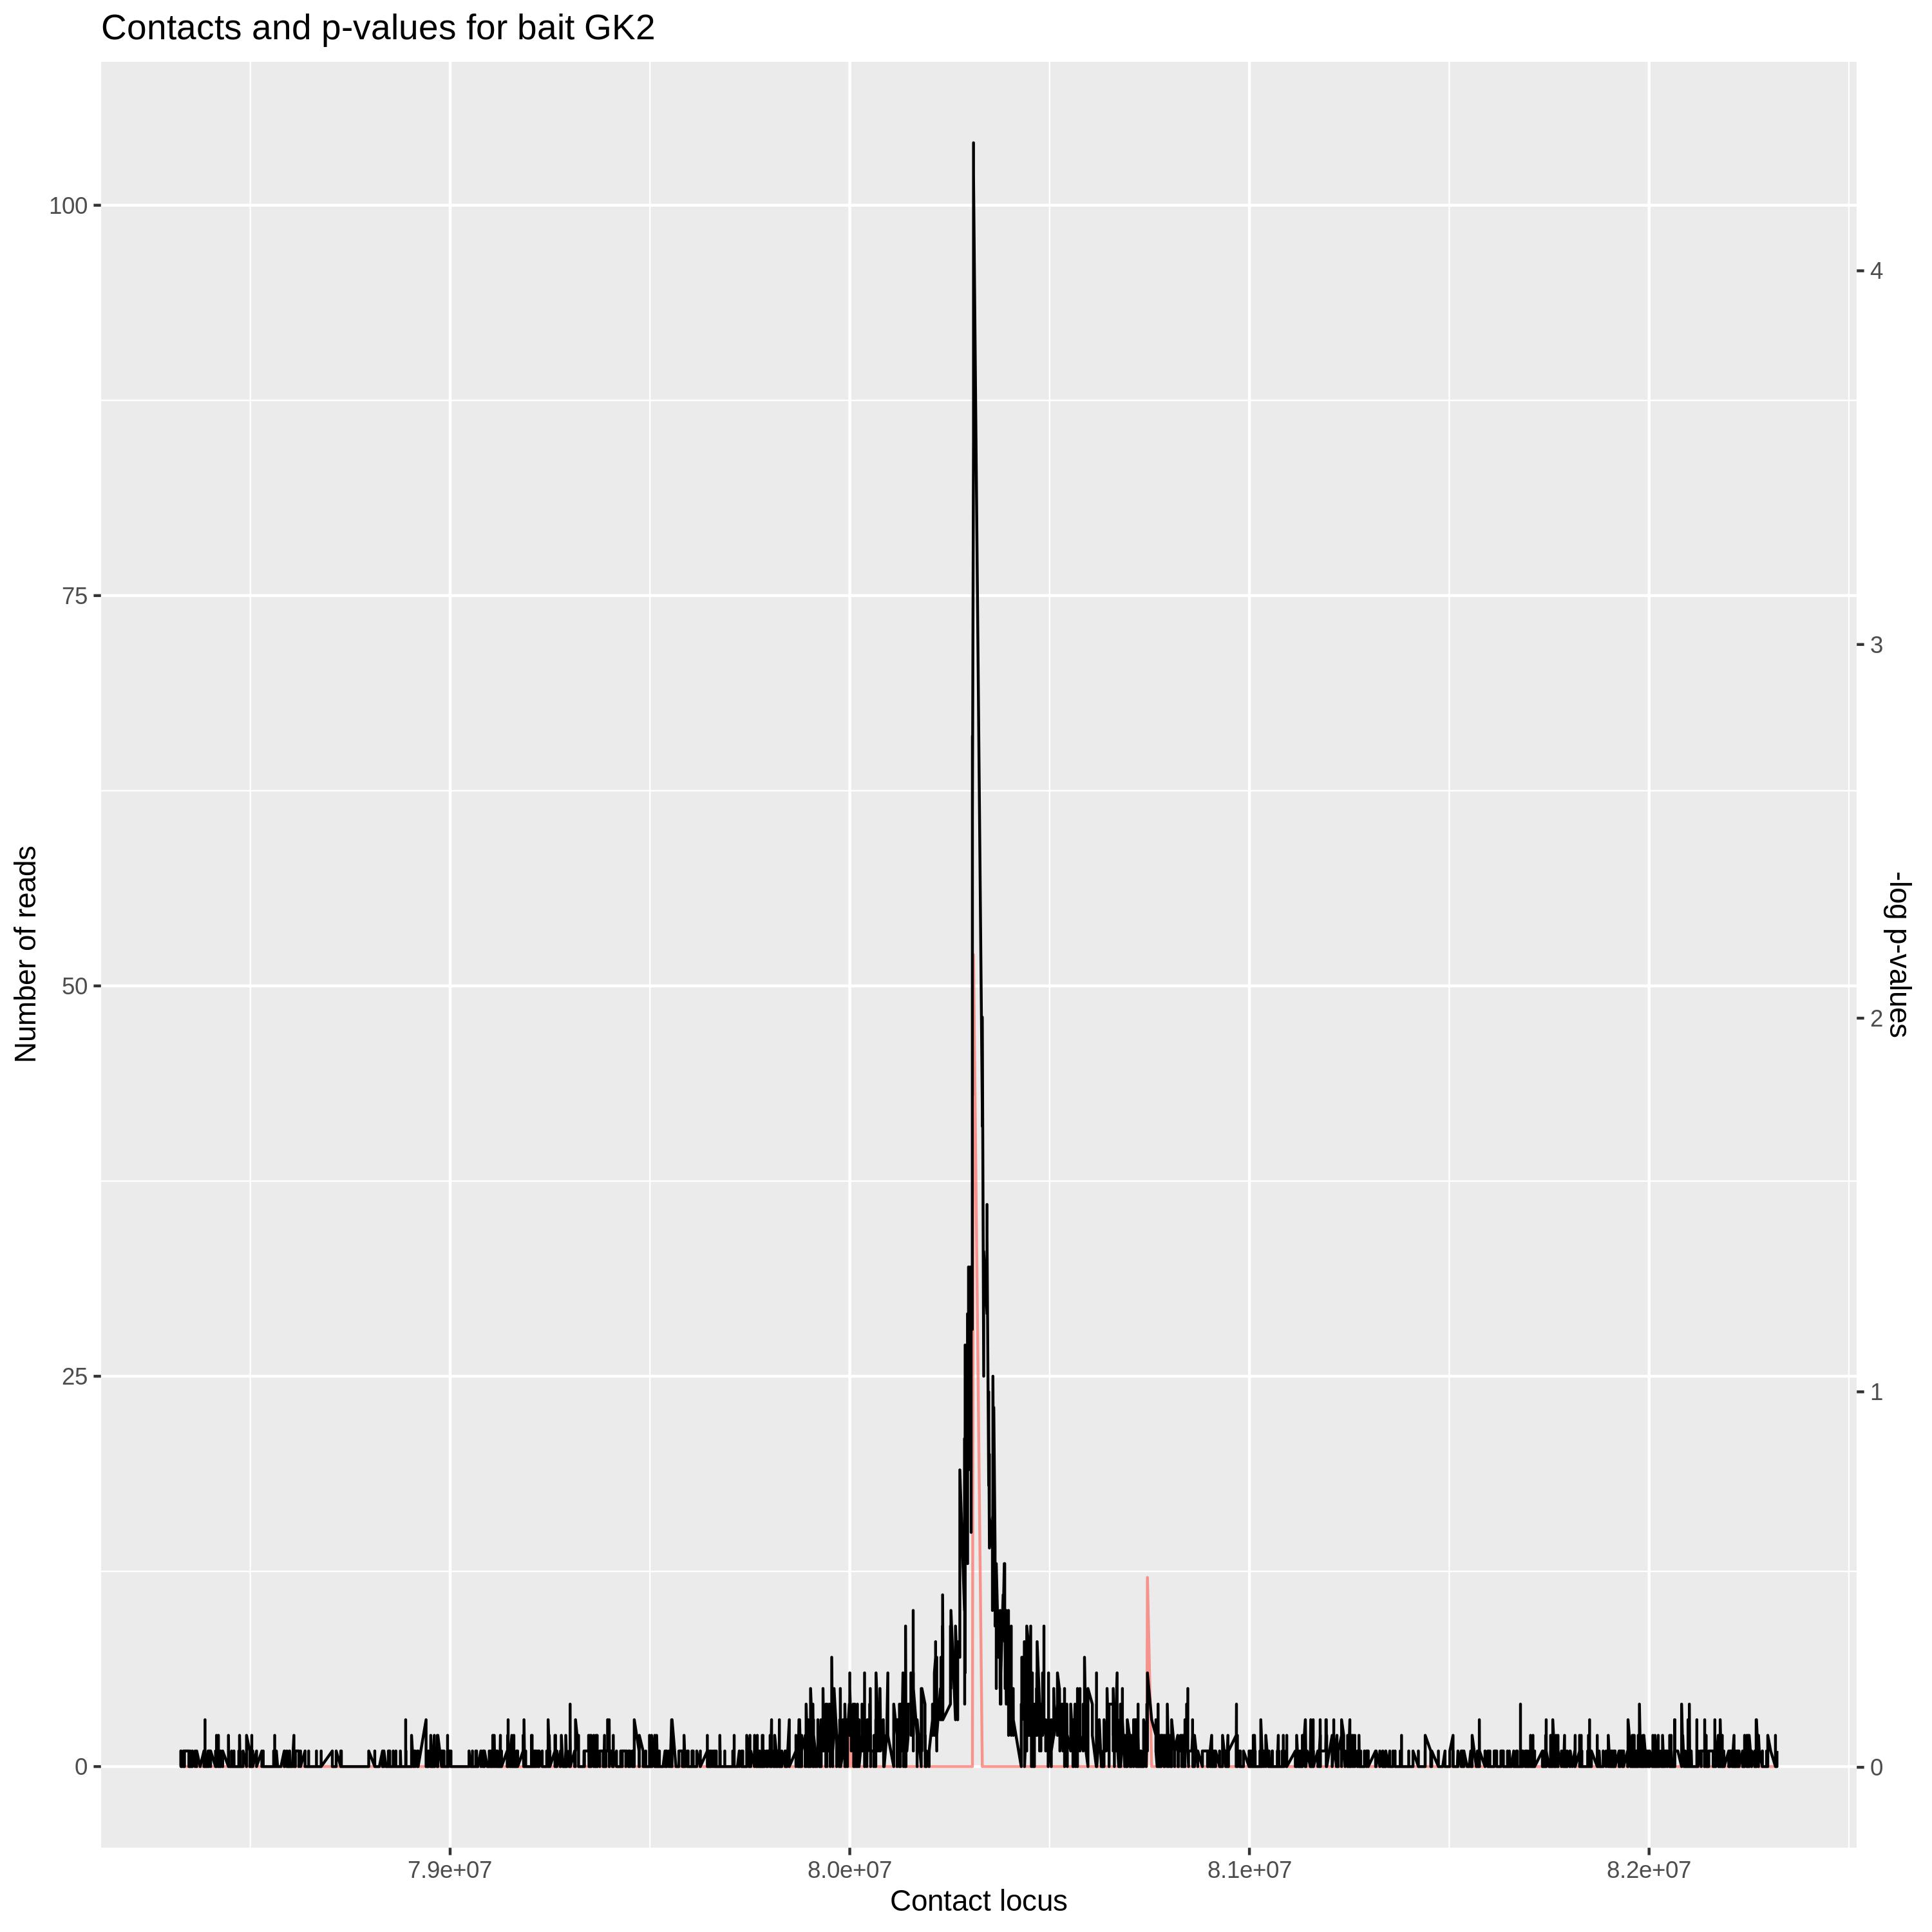 Contacts and p-values for bait GK2
Number of reads
100
75
50
25
0
4
3
2
1
0
-log p-values
7.9e+07 8.0e+07 8.1e+07 8.2e+07
Contact locus